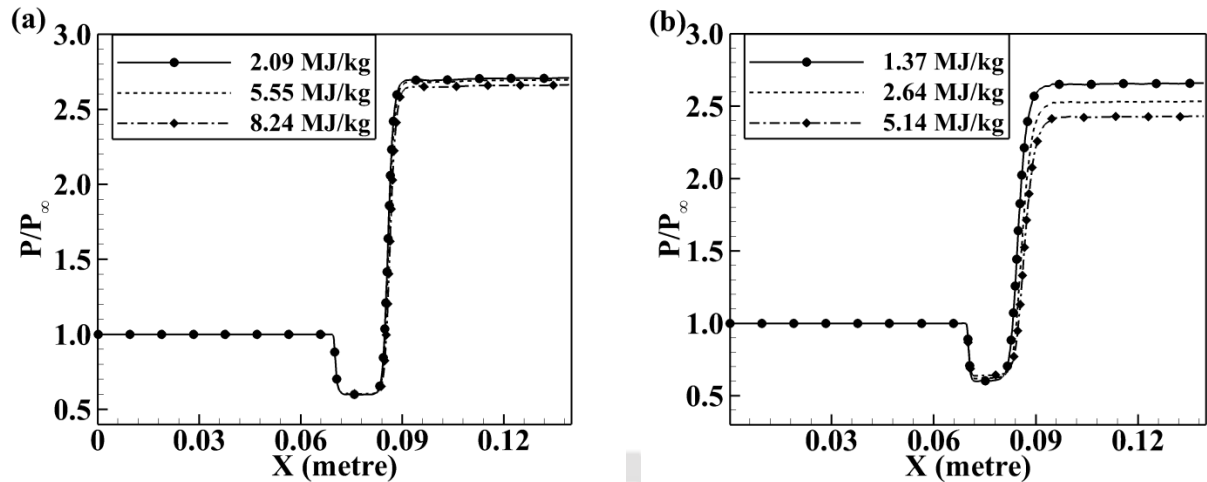 (a)
3.0
2.5
2.0
1.5
1.0
0.5
P/P∞
2.09 MJ/kg
5.55 MJ/kg
8.24 MJ/kg
0 0.03 0.06 0.09 0.12
X (metre)
(b)
3.0
2.5
2.0
1.5
1.0
0.5
P/P∞
1.37 MJ/kg
2.64 MJ/kg
5.14 MJ/kg
0.03 0.06 0.09 0.12
X (metre)